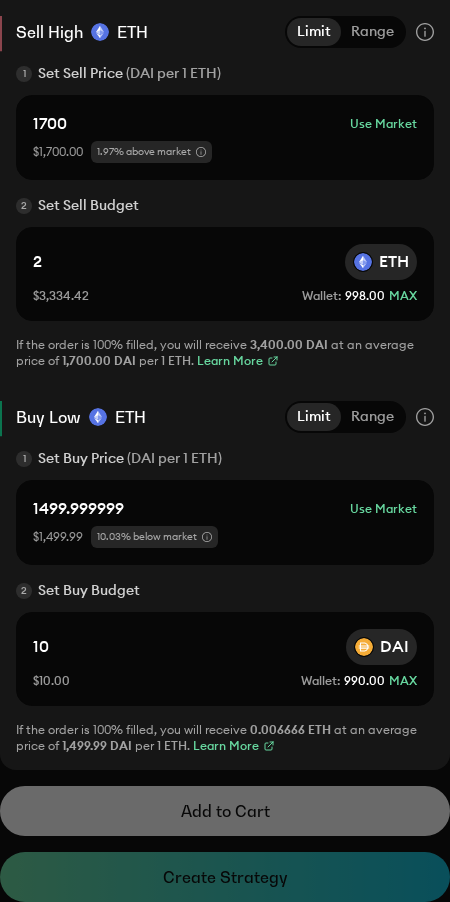 Sell High ETH Limit Range
1 Set Sell Price (DAI per 1 ETH)
1700 Use Market
$1,700.00 1.97% above market
2 Set Sell Budget
2 ETH
$3,334.42 Wallet: 998.00 MAX
If the order is 100% filled, you will receive 3,400.00 DAI at an average
price of 1,700.00 DAI per 1 ETH. Learn More
Buy Low ETH Limit Range
1 Set Buy Price (DAI per 1 ETH)
1499.999999 Use Market
$1,499.99 10.03% below market
2 Set Buy Budget
10 DAI
$10.00 Wallet: 990.00 MAX
If the order is 100% filled, you will receive 0.006666 ETH at an average
price of 1,499.99 DAI per 1 ETH. Learn More
Add to Cart
Create Strategy